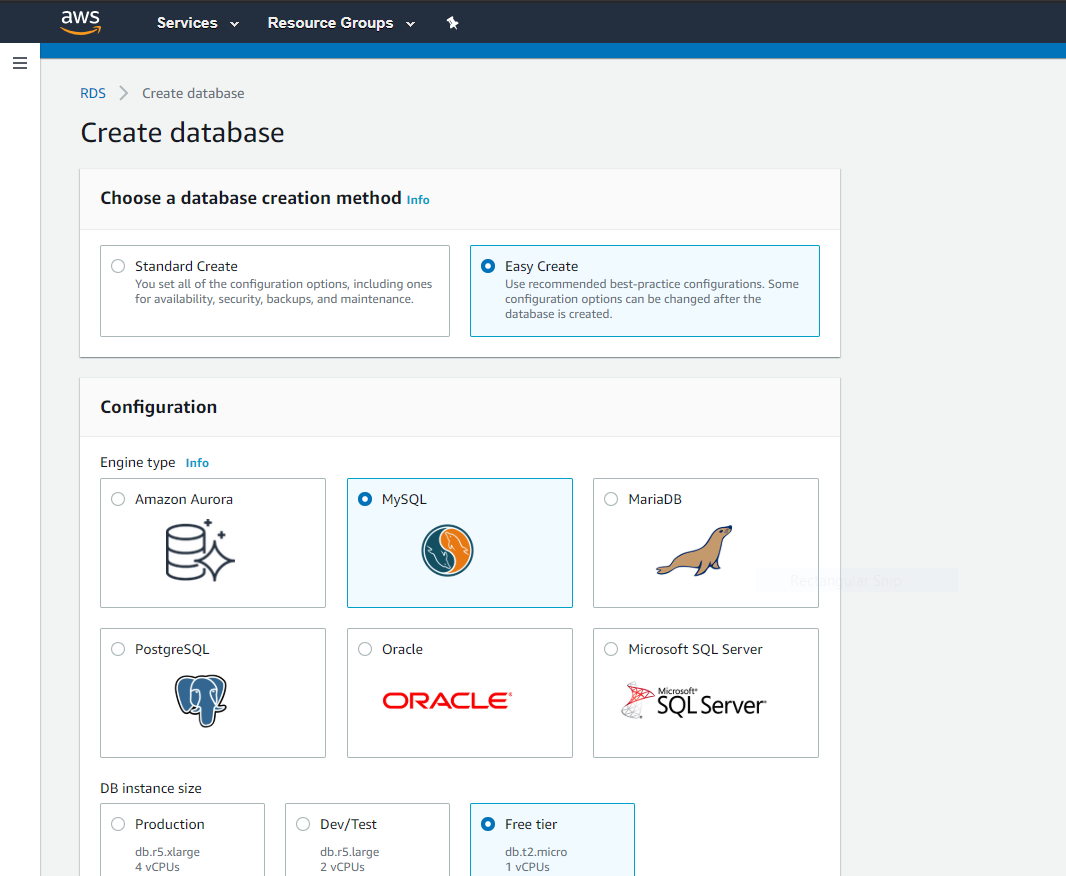 aws Services Resource Groups
RDS Create database
Create database
Choose a database creation method Info
Standard Create
You set all of the configuration options, including ones
for availability, security, backups, and maintenance.
Easy Create
Use recommended best-practice configurations. Some
configuration options can be changed after the
database is created.
Configuration
Engine type Info
Amazon Aurora
MySQL
MariaDB
Rectangular Snip
PostgreSQL
Oracle
ORACLE®
Microsoft SQL Server
Microsoft®
SQL Server®
DB instance size
Production
db.r5.xlarge
4 vCPUs
Dev/Test
db.r5.large
2 vCPUs
Free tier
db.t2.micro
1 vCPUs